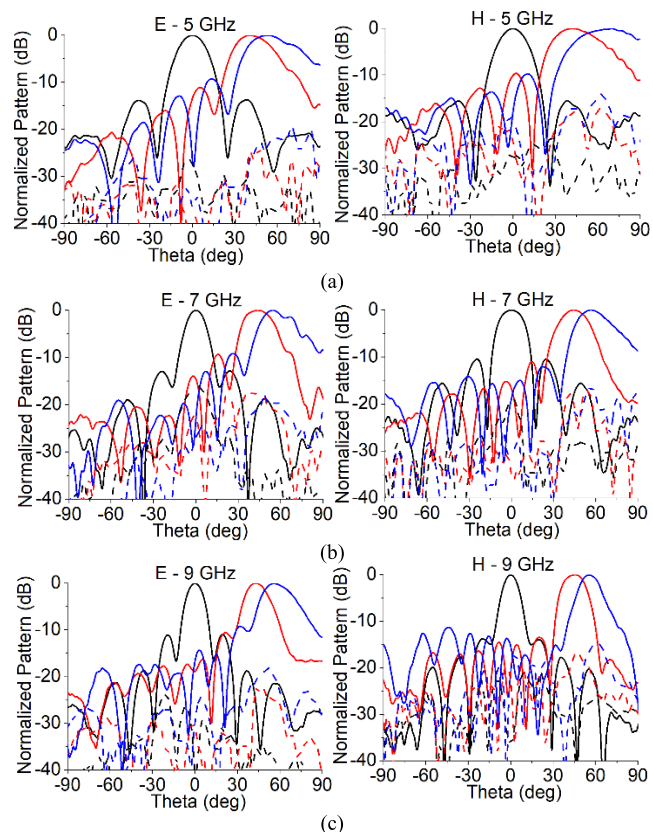 E - 5 GHz
H - 5 GHz
Normalized Pattern (dB)
0
-10
-20
-30
-40
-90 -60 -30 0 30 60 90
Theta (deg)
Normalized Pattern (dB)
0
-10
-20
-30
-40
-90 -60 -30 0 30 60 90
Theta (deg)
(a)
E - 7 GHz
H - 7 GHz
Normalized Pattern (dB)
0
-10
-20
-30
-40
-90 -60 -30 0 30 60 90
Theta (deg)
Normalized Pattern (dB)
0
-10
-20
-30
-40
-90 -60 -30 0 30 60 90
Theta (deg)
(b)
E - 9 GHz
H - 9 GHz
Normalized Pattern (dB)
0
-10
-20
-30
-40
-90 -60 -30 0 30 60 90
Theta (deg)
Normalized Pattern (dB)
0
-10
-20
-30
-40
-90 -60 -30 0 30 60 90
Theta (deg)
(c)